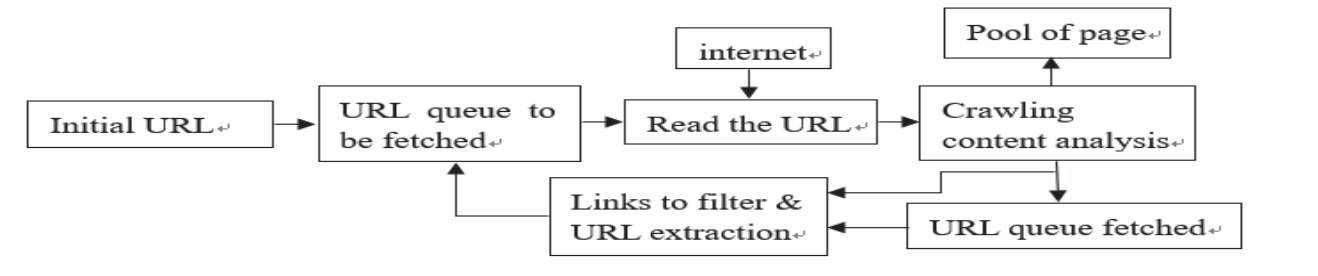 Pool of page↵
internet↵
Initial URL↵
URL queue to
be fetched↵
Read the URL↵
Crawling
content analysis↵
Links to filter &
URL extraction↵
URL queue fetched↵